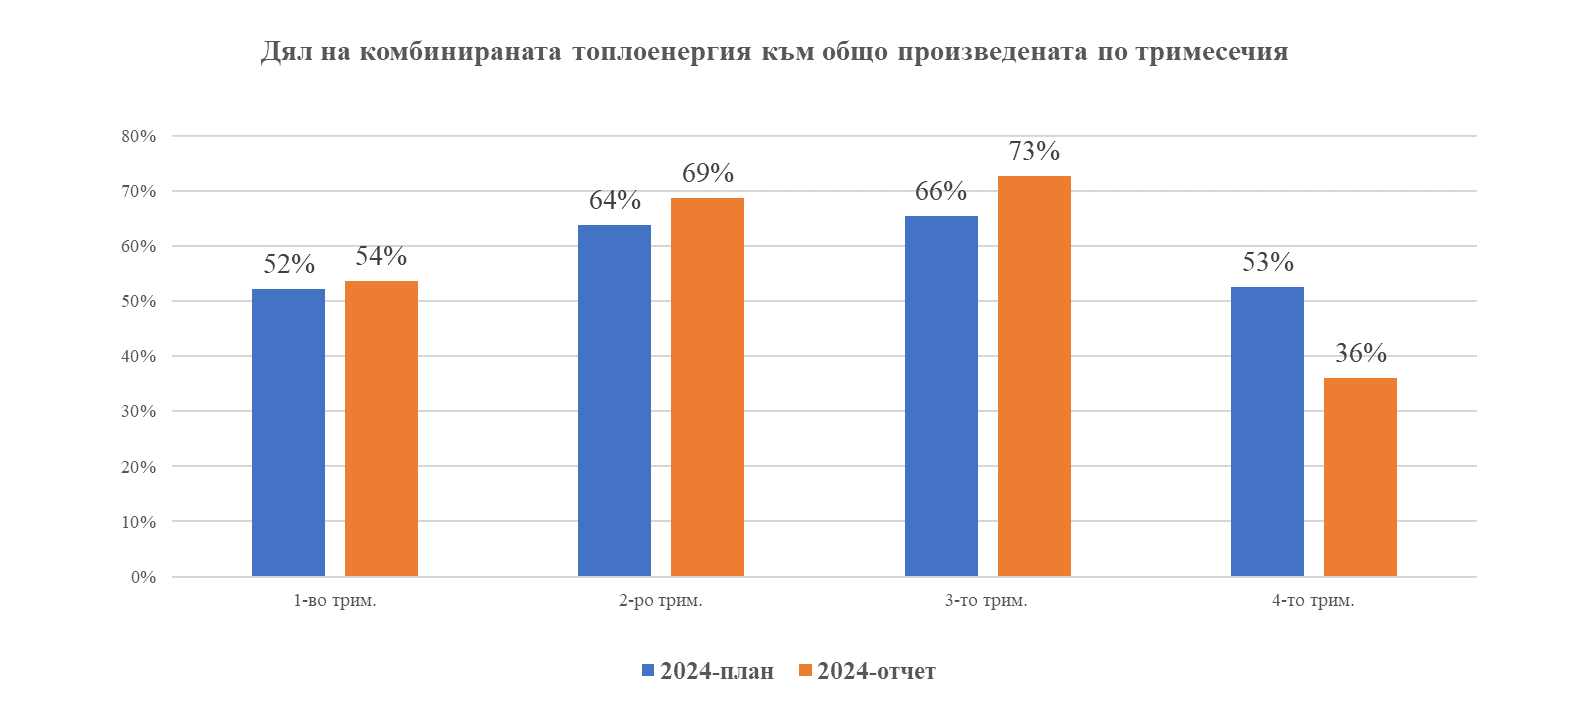 Дял на комбинираната топлоенергия към общо произведената по тримесечия
80%
70%
60%
50%
40%
30%
20%
10%
0%
52%
54%
64%
69%
66%
73%
53%
36%
1-во трим.
2-ро трим.
3-то трим.
4-то трим.
2024-план
2024-отчет